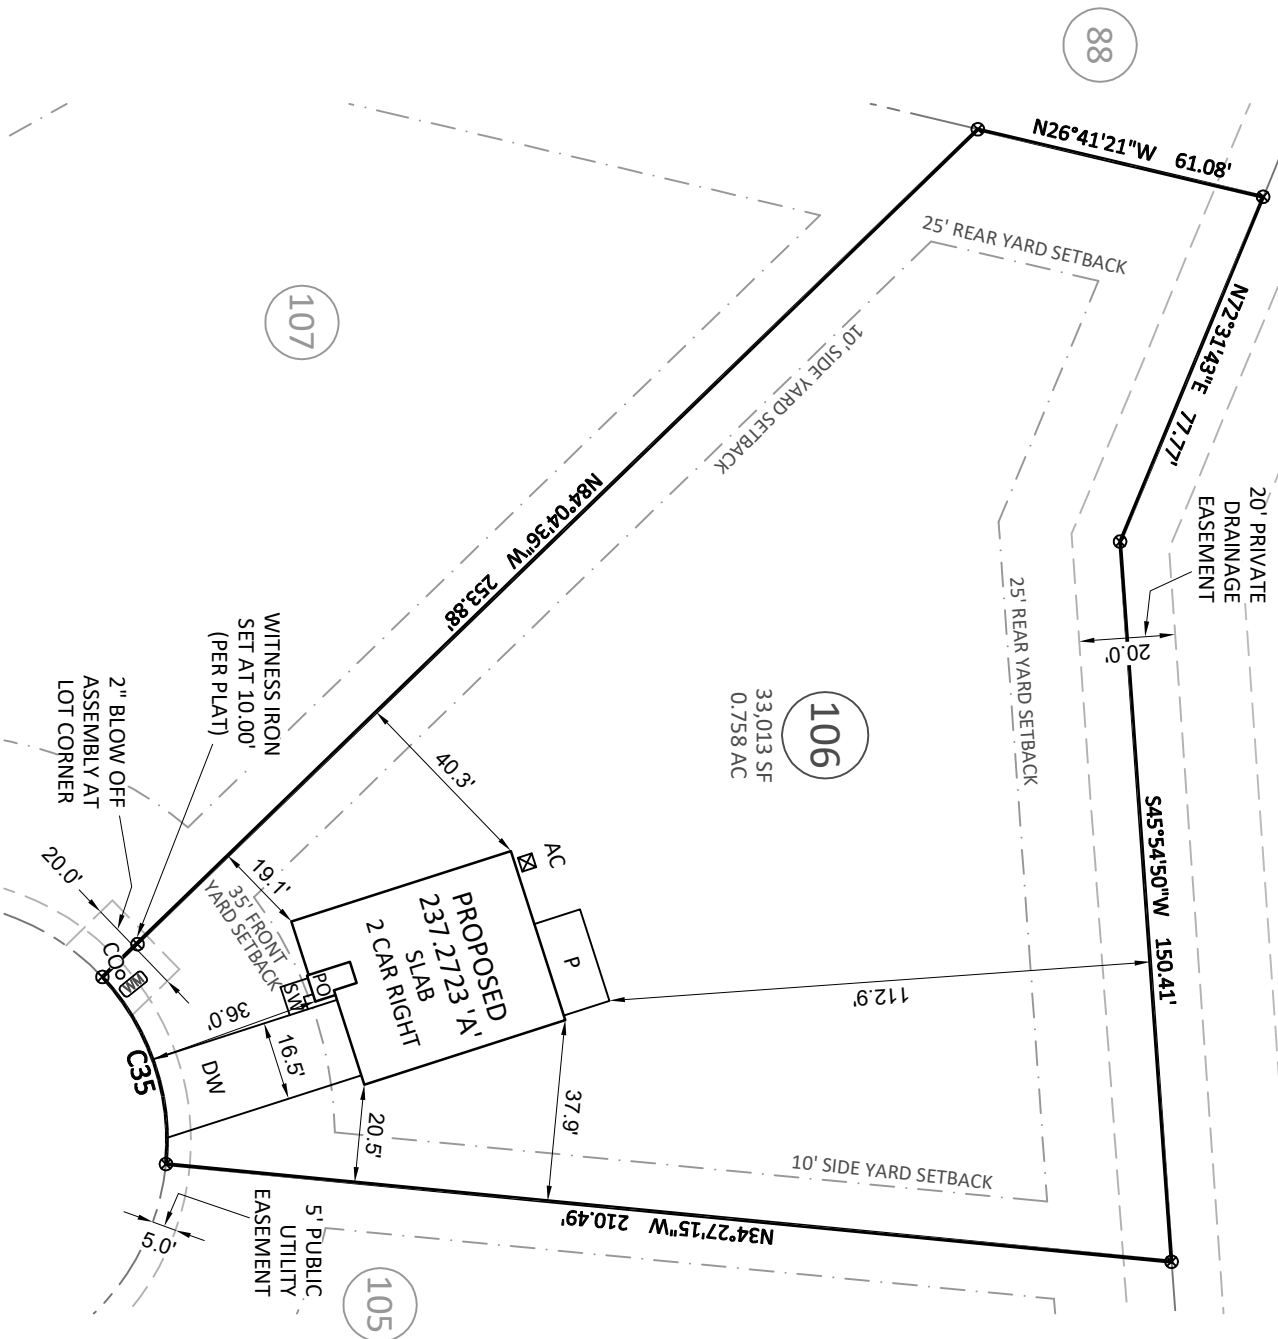 88
N26°41'21"W 61.08'
25' REAR YARD SETBACK
N72°31'43"E 77.77'
107
10' SIDE YARD SETBACK
N84°04'36"W 253.88'
20' PRIVATE
DRAINAGE
EASEMENT
20.0'
25' REAR YARD SETBACK
106
33,013 SF
0.758 AC
S45°54'50"W 150.41'
WITNESS IRON
SET AT 10.00'
(PER PLAT)
2" BLOW OFF
ASSEMBLY AT
LOT CORNER
40.3'
AC
20.0'
19.1'
35' FRONT
YARD SETBACK
PROPOSED
237.2723 'A'
SLAB
2 CAR RIGHT
P
PO
SW
CO
WM
36.0'
16.5'
DW
C35
112.9'
37.9'
20.5'
10' SIDE YARD SETBACK
N34°27'15"W 210.49'
5' PUBLIC
UTILITY
EASEMENT
5.0'
105